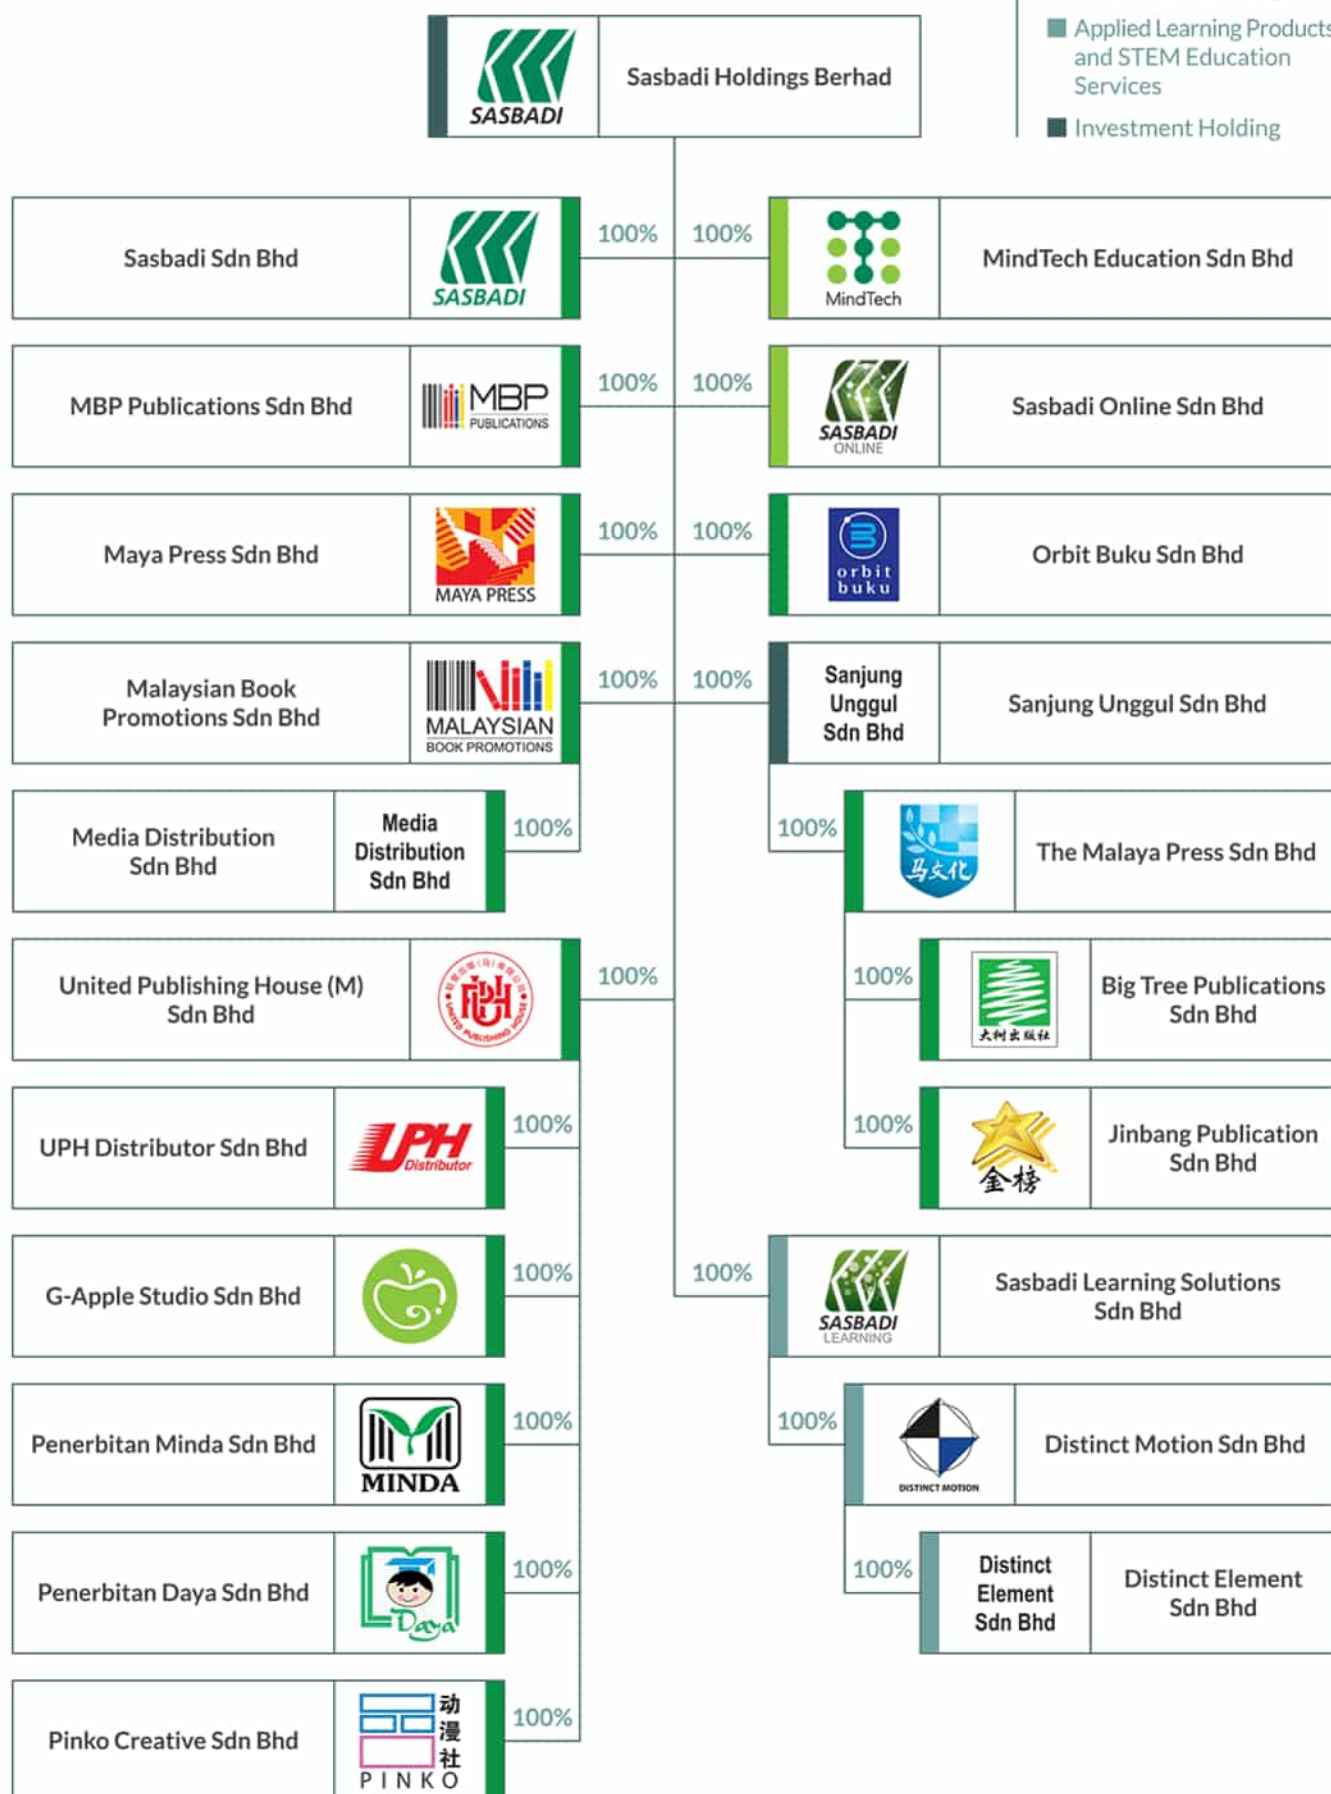 SASBADI
Sasbadi Holdings Berhad
Applied Learning Products
and STEM Education
Services
Investment Holding
Sasbadi Sdn Bhd
SASBADI
100%
100%
MindTech
MindTech Education Sdn Bhd
MBP Publications Sdn Bhd
MBP
PUBLICATIONS
100%
100%
SASBADI
ONLINE
Sasbadi Online Sdn Bhd
Maya Press Sdn Bhd
MAYA PRESS
100%
100%
orbit
buku
Orbit Buku Sdn Bhd
Malaysian Book
Promotions Sdn Bhd
MALAYSIAN
BOOK PROMOTIONS
100%
100%
Sanjung
Unggul
Sdn Bhd
Sanjung Unggul Sdn Bhd
Media Distribution
Sdn Bhd
Media
Distribution
Sdn Bhd
100%
100%
马文化
The Malaya Press Sdn Bhd
United Publishing House (M)
Sdn Bhd
UPH
UNITED PUBLISHING HOUSE
100%
100%
大树出版社
Big Tree Publications
Sdn Bhd
UPH Distributor Sdn Bhd
UPH
Distributor
100%
100%
金榜
Jinbang Publication
Sdn Bhd
G-Apple Studio Sdn Bhd
100%
100%
SASBADI
LEARNING
Sasbadi Learning Solutions
Sdn Bhd
Penerbitan Minda Sdn Bhd
MINDA
100%
100%
DISTINCT MOTION
Distinct Motion Sdn Bhd
Penerbitan Daya Sdn Bhd
Daya
100%
100%
Distinct
Element
Sdn Bhd
Distinct Element
Sdn Bhd
Pinko Creative Sdn Bhd
动
漫
社
PINKO
100%